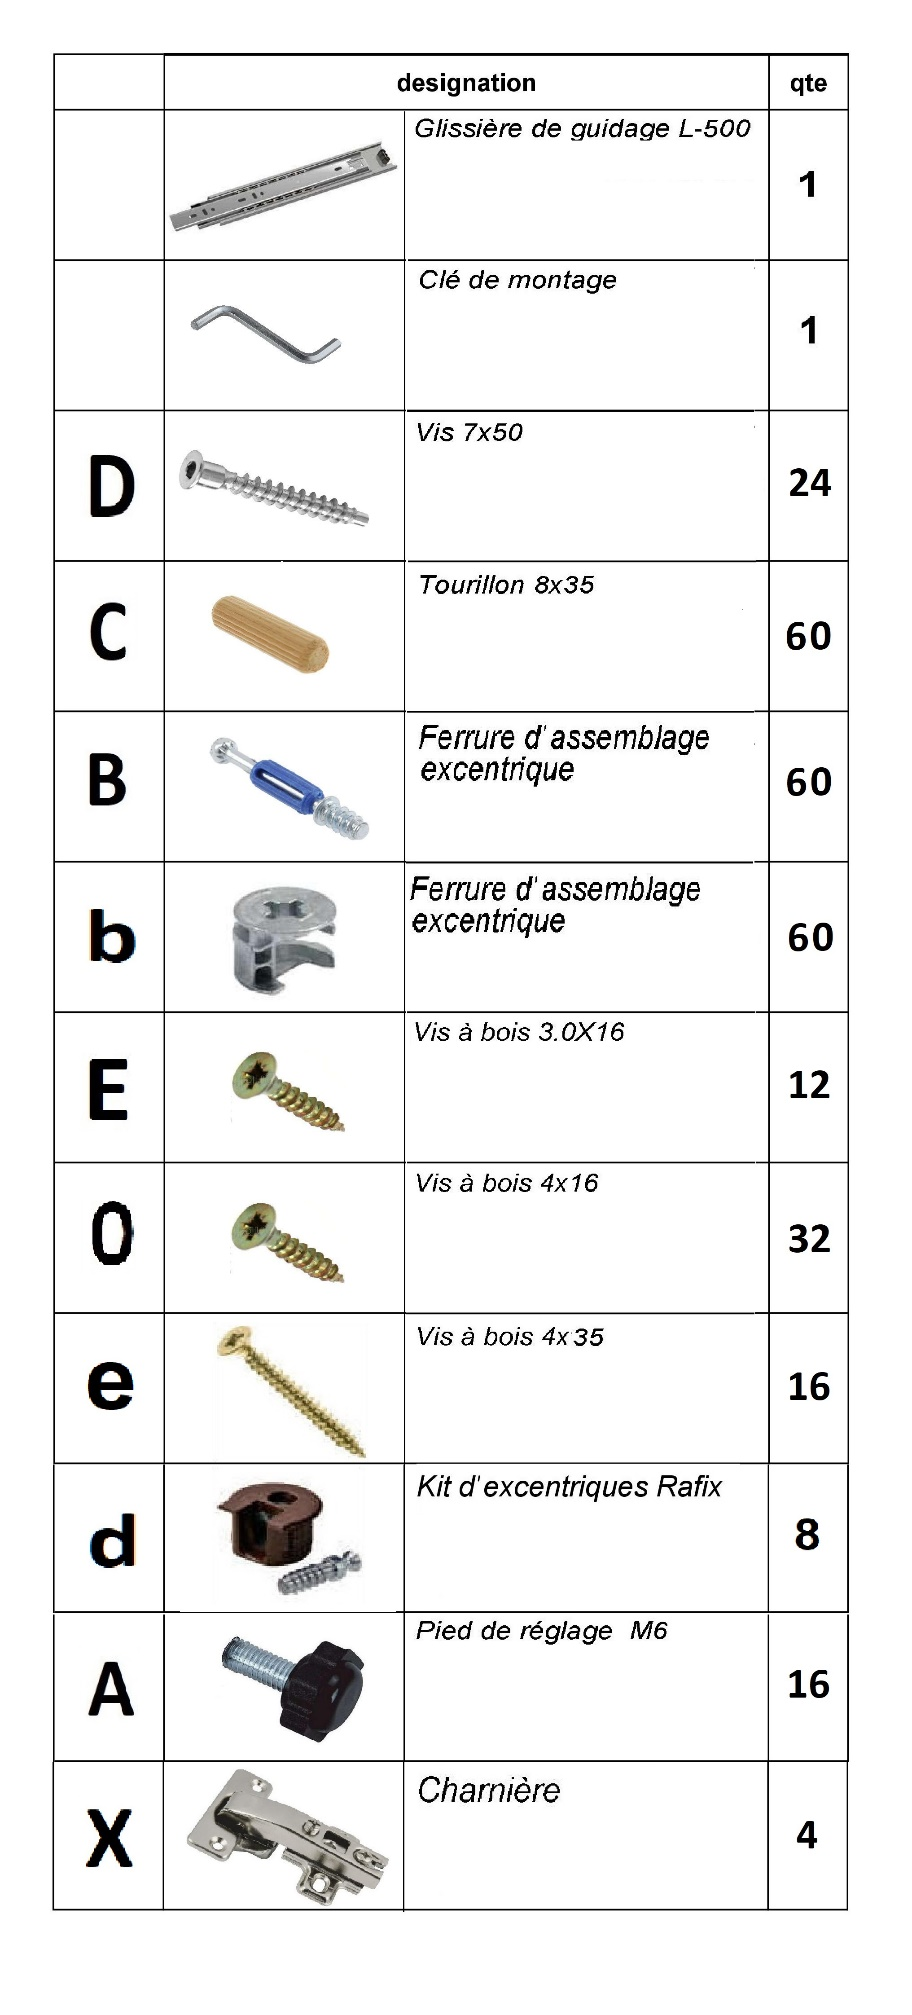 designation qte
Glissière de guidage L-500
1
Clé de montage
1
D Vis 7x50
24
C Tourillon 8x35
60
B Ferrure d'assemblage
excentrique
60
b Ferrure d'assemblage
excentrique
60
E Vis à bois 3.0X16
12
0 Vis à bois 4x16
32
e Vis à bois 4x35
16
d Kit d'excentriques Rafix
8
A Pied de réglage M6
16
X Charnière
4